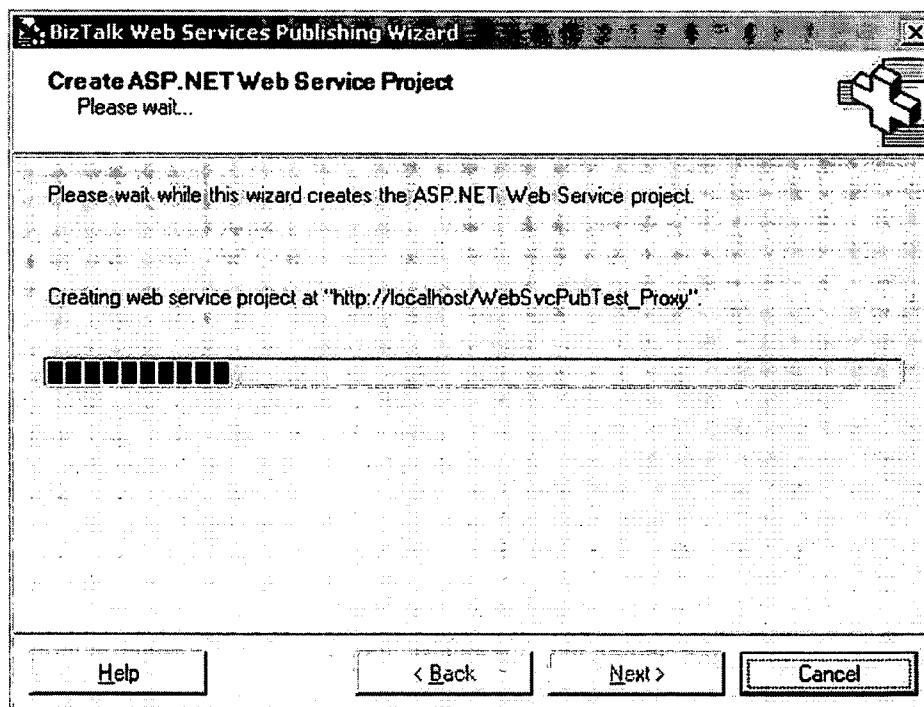 BizTalk Web Services Publishing Wizard
Create ASP.NET Web Service Project
Please wait...
Please wait while this wizard creates the ASP.NET Web Service project.
Creating web service project at "http://localhost/WebSvcPubTest_Proxy".
Help
< Back
Next >
Cancel